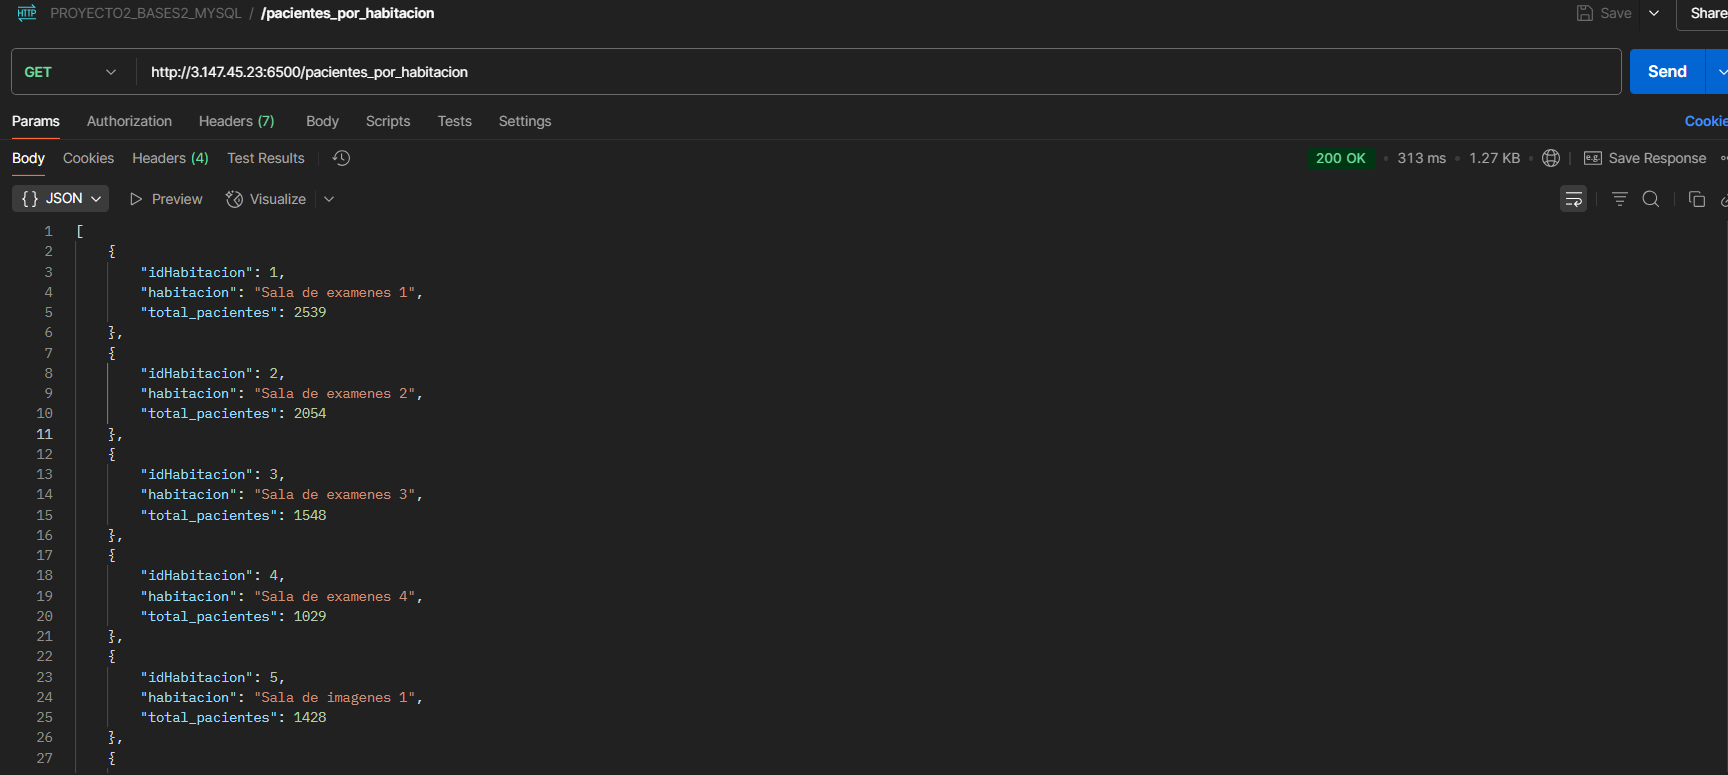 HTTP PROYECTO2_BASES2_MYSQL / /pacientes_por_habitacion Save Share
GET http://3.147.45.23:6500/pacientes_por_habitacion Send
Params Authorization Headers (7) Body Scripts Tests Settings Cookie
Body Cookies Headers (4) Test Results 200 OK • 313 ms • 1.27 KB • e.g. Save Response
{} JSON Preview Visualize
1 [
2 {
3 "idHabitacion": 1,
4 "habitacion": "Sala de examenes 1",
5 "total_pacientes": 2539
6 },
7 {
8 "idHabitacion": 2,
9 "habitacion": "Sala de examenes 2",
10 "total_pacientes": 2054
11 },
12 {
13 "idHabitacion": 3,
14 "habitacion": "Sala de examenes 3",
15 "total_pacientes": 1548
16 },
17 {
18 "idHabitacion": 4,
19 "habitacion": "Sala de examenes 4",
20 "total_pacientes": 1029
21 },
22 {
23 "idHabitacion": 5,
24 "habitacion": "Sala de imagenes 1",
25 "total_pacientes": 1428
26 },
27 {